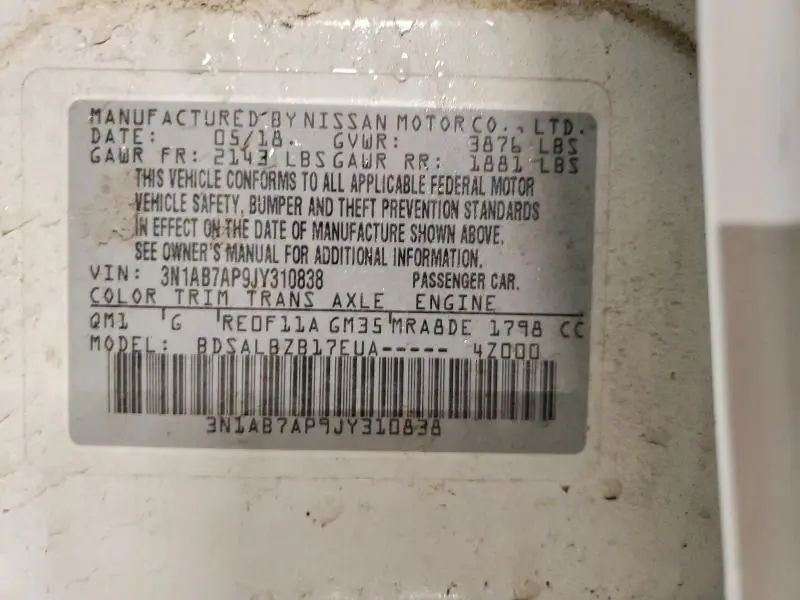 MANUFACTURED BY NISSAN MOTOR CO., LTD.
DATE: 05/18. GVWR: 3876 LBS
GAWR FR: 2143 LBS GAWR RR: 1881 LBS
THIS VEHICLE CONFORMS TO ALL APPLICABLE FEDERAL MOTOR
VEHICLE SAFETY, BUMPER AND THEFT PREVENTION STANDARDS
IN EFFECT ON THE DATE OF MANUFACTURE SHOWN ABOVE.
SEE OWNER'S MANUAL FOR ADDITIONAL INFORMATION.
VIN: 3N1AB7AP9JY310838 PASSENGER CAR.
COLOR TRIM TRANS AXLE ENGINE
QM1 G RE0F11A GM35 MRA8DE 1798 CC
MODEL: BDSALBZB17EUA----- 4Z000
3N1AB7AP9JY310838